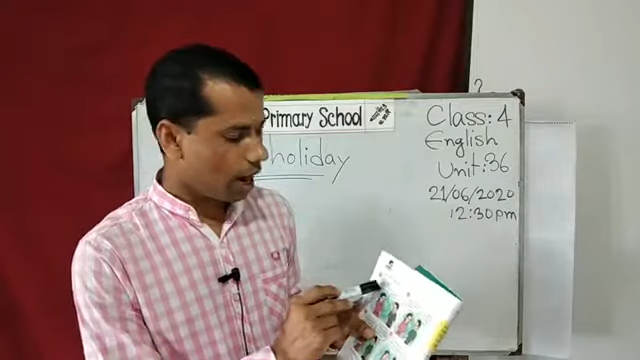 Primary School
holiday
Class: 4
English
Unit: 36
21/06/2020
12:30pm